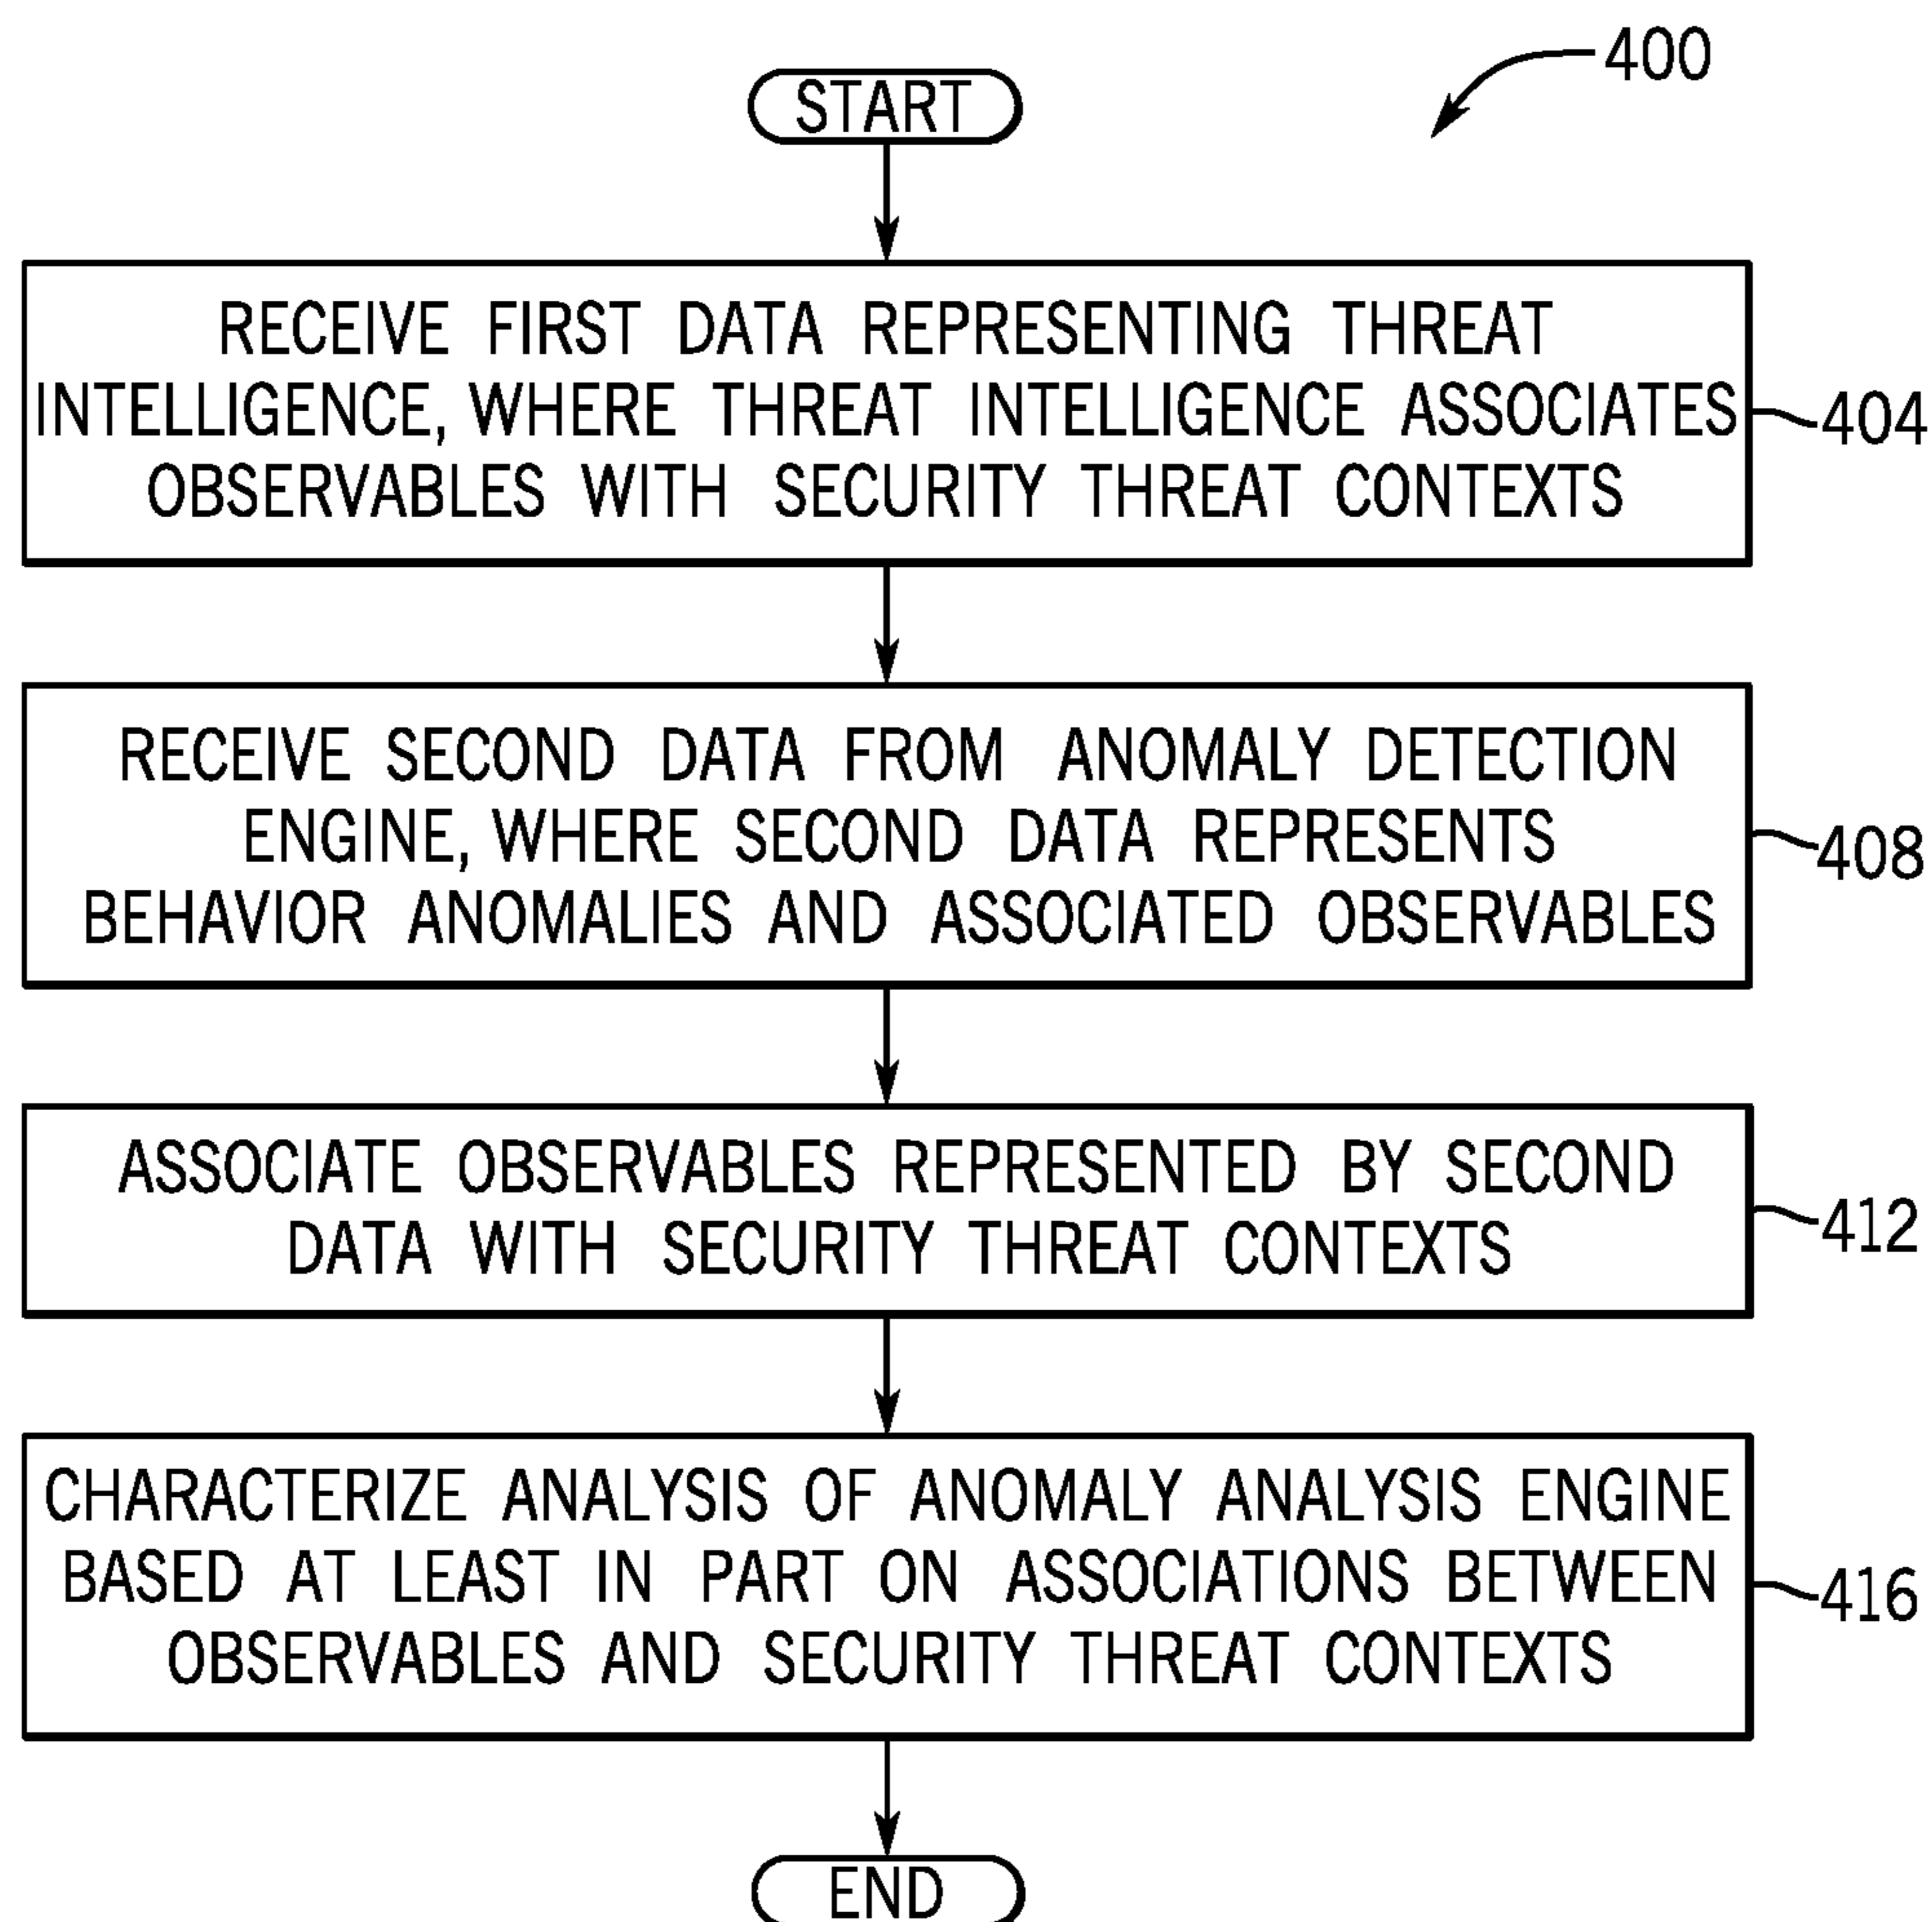 400
START
RECEIVE FIRST DATA REPRESENTING THREAT
INTELLIGENCE, WHERE THREAT INTELLIGENCE ASSOCIATES
OBSERVABLES WITH SECURITY THREAT CONTEXTS
404
RECEIVE SECOND DATA FROM ANOMALY DETECTION
ENGINE, WHERE SECOND DATA REPRESENTS
BEHAVIOR ANOMALIES AND ASSOCIATED OBSERVABLES
408
ASSOCIATE OBSERVABLES REPRESENTED BY SECOND
DATA WITH SECURITY THREAT CONTEXTS
412
CHARACTERIZE ANALYSIS OF ANOMALY ANALYSIS ENGINE
BASED AT LEAST IN PART ON ASSOCIATIONS BETWEEN
OBSERVABLES AND SECURITY THREAT CONTEXTS
416
END